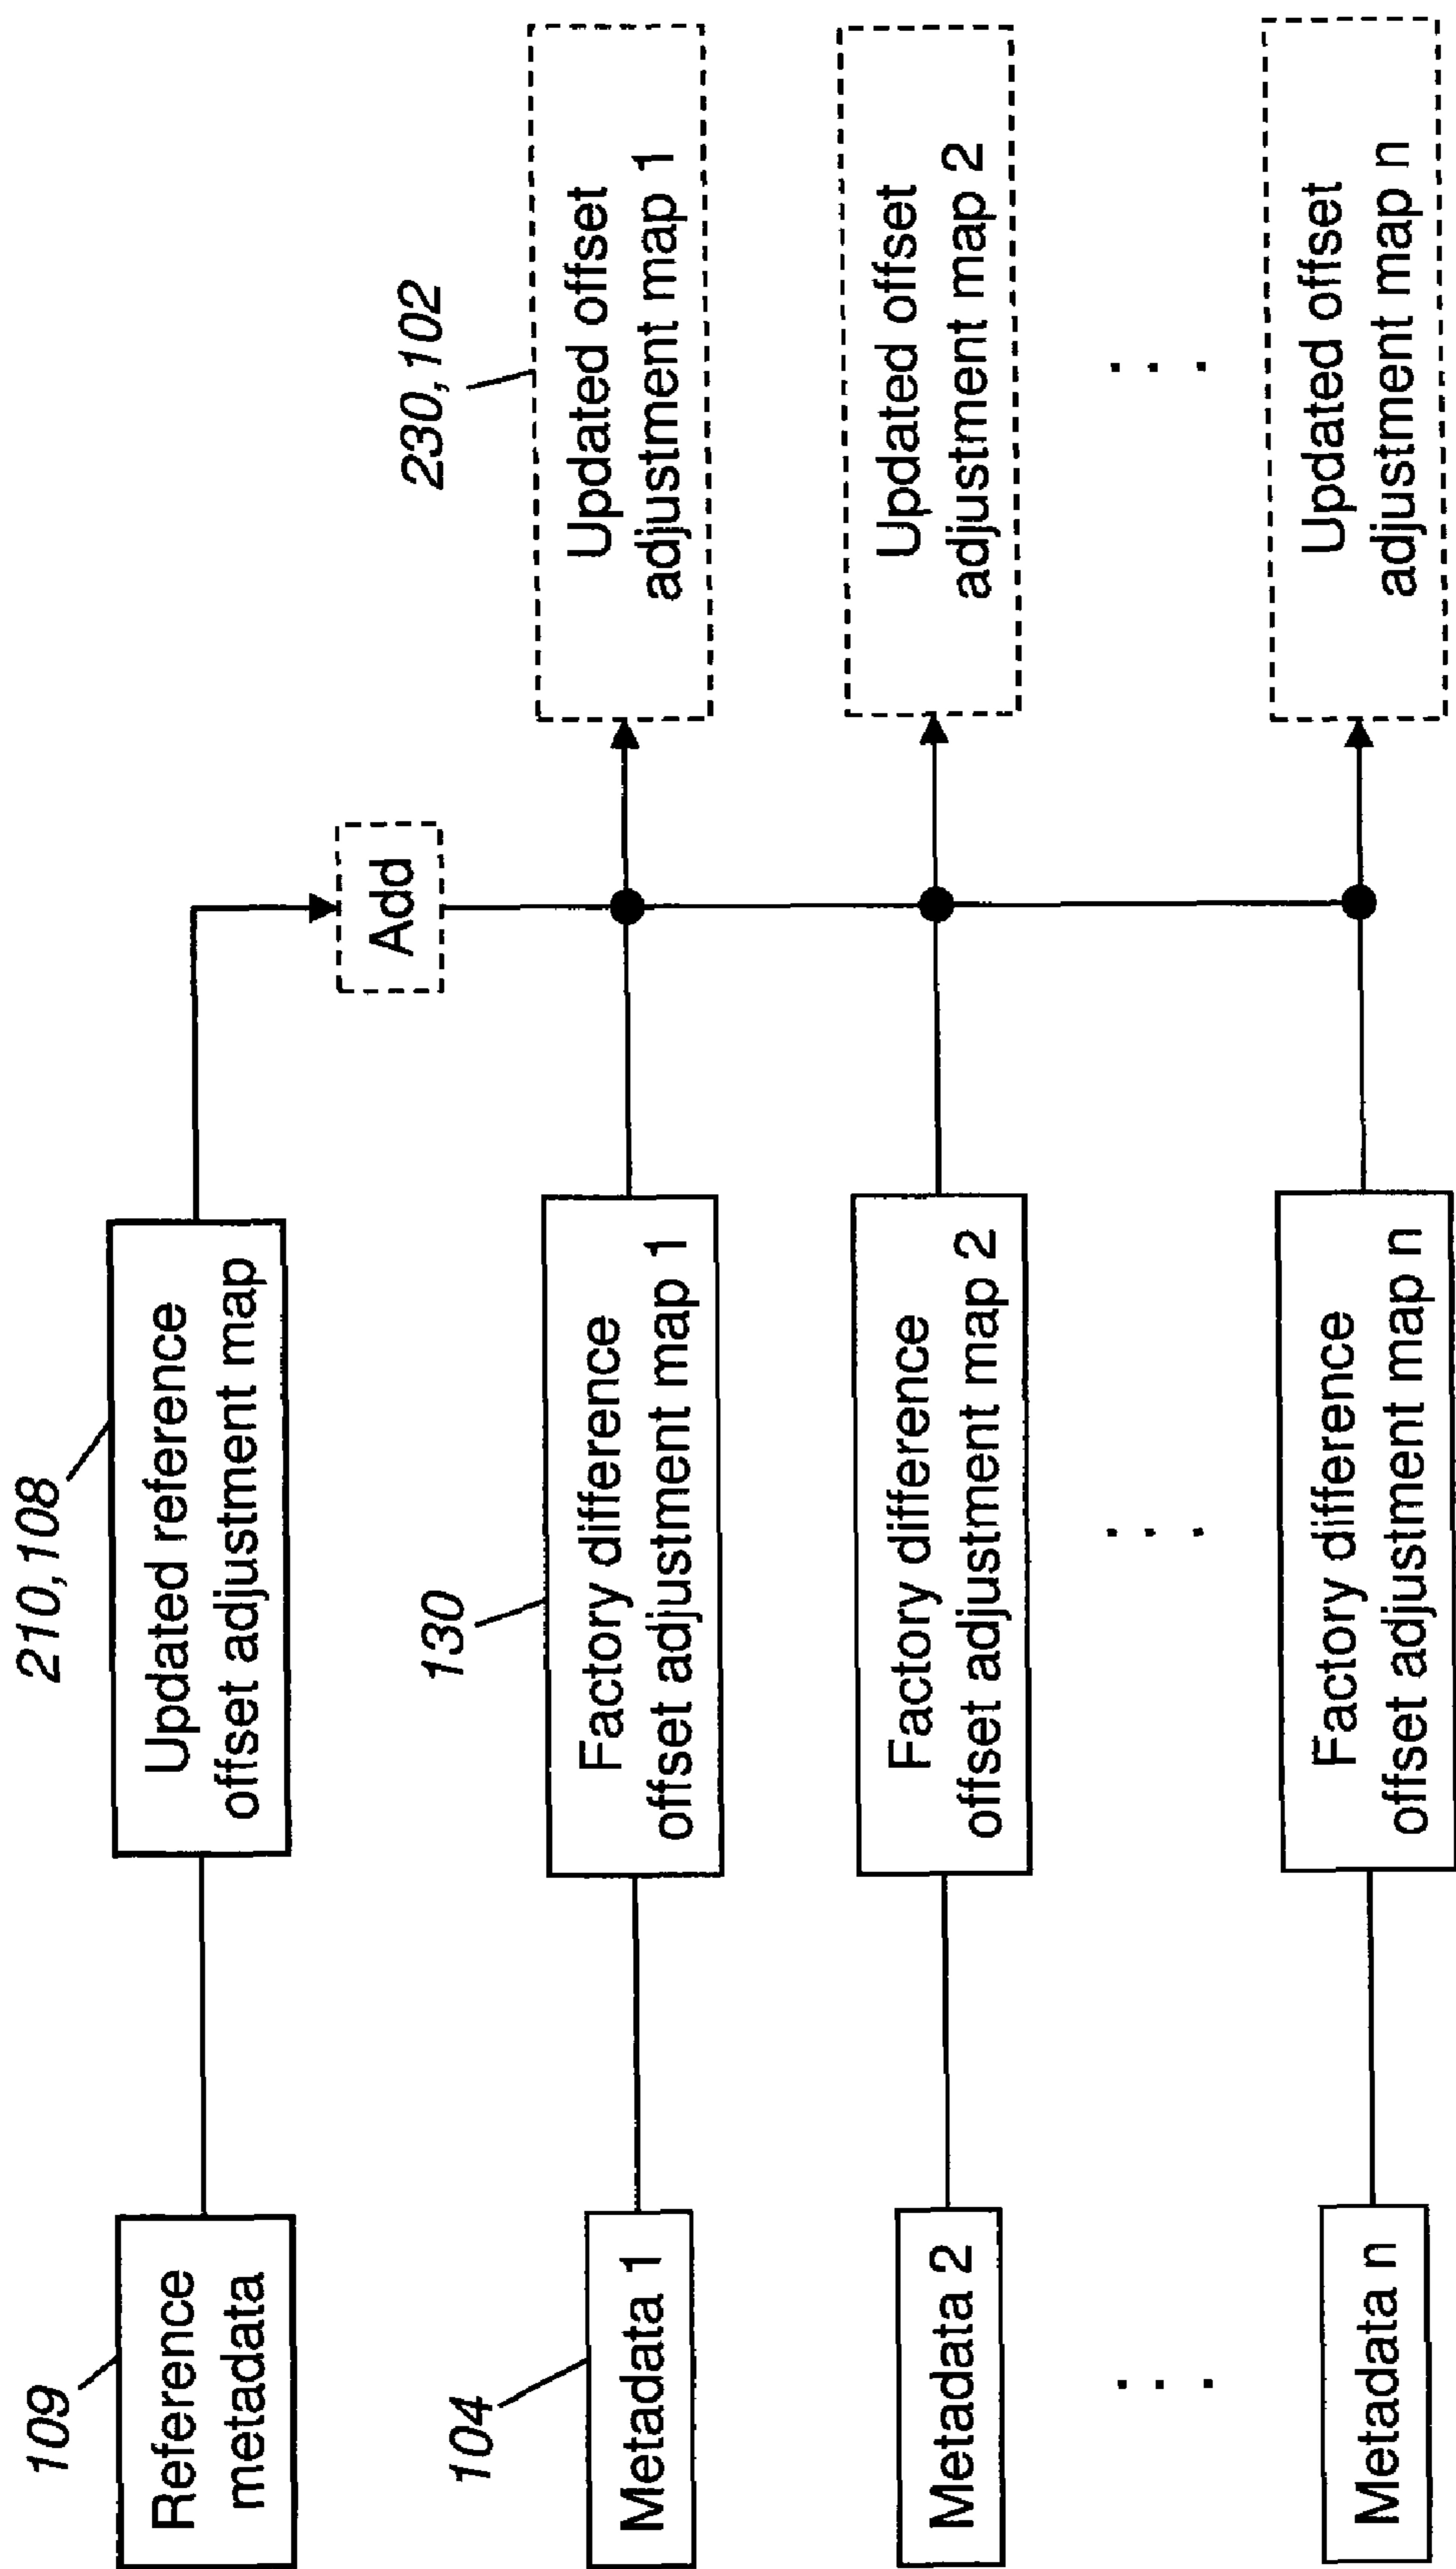 109
Reference
metadata
210,108
Updated reference
offset adjustment map
Add
104
Metadata 1
130
Factory difference
offset adjustment map 1
230,102
Updated offset
adjustment map 1
Metadata 2
Factory difference
offset adjustment map 2
Updated offset
adjustment map 2
. . .
. . .
. . .
Metadata n
Factory difference
offset adjustment map n
Updated offset
adjustment map n